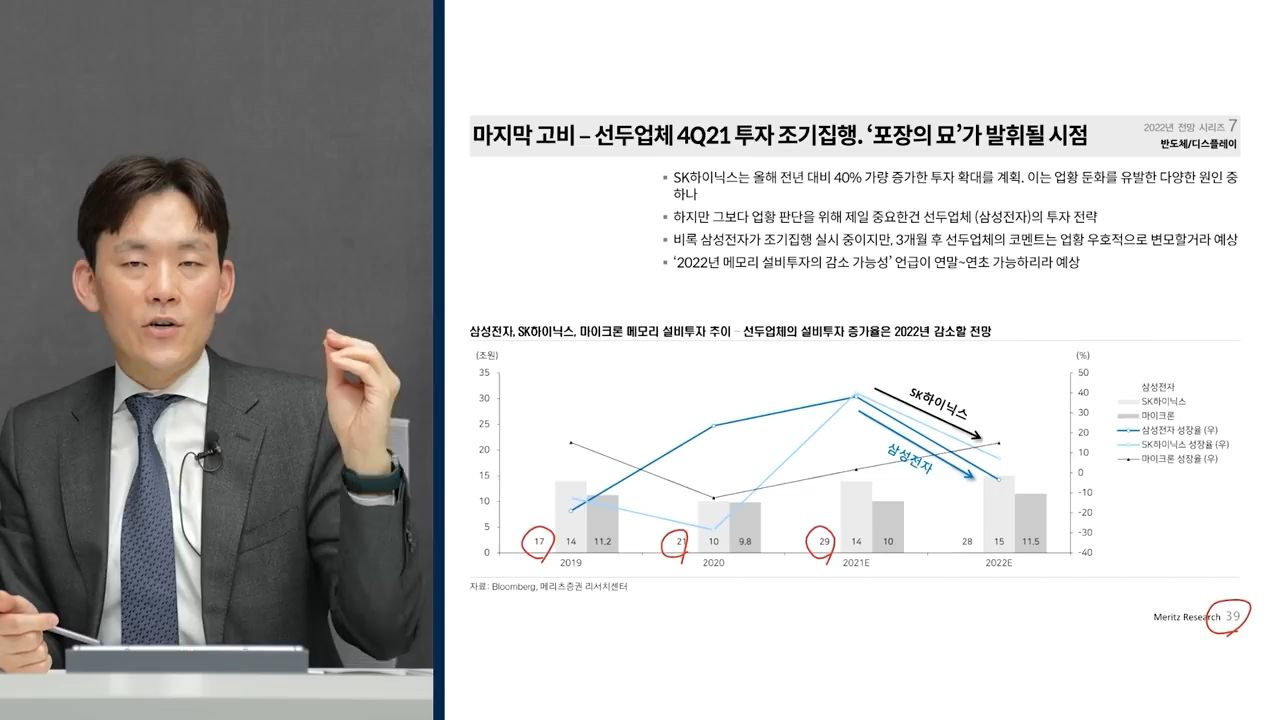 마지막 고비 – 선두업체 4Q21 투자 조기집행. ‘포장의 묘’가 발휘될 시점
2022년 전망 시리즈 7
반도체/디스플레이
▪ SK하이닉스는 올해 전년 대비 40% 가량 증가한 투자 확대를 계획. 이는 업황 둔화를 유발한 다양한 원인 중
하나
▪ 하지만 그보다 업황 판단을 위해 제일 중요한건 선두업체 (삼성전자)의 투자 전략
▪ 비록 삼성전자가 조기집행 실시 중이지만, 3개월 후 선두업체의 코멘트는 업황 우호적으로 변모할거라 예상
▪ ‘2022년 메모리 설비투자의 감소 가능성’ 언급이 연말~연초 가능하리라 예상
삼성전자, SK하이닉스, 마이크론 메모리 설비투자 추이 – 선두업체의 설비투자 증가율은 2022년 감소할 전망
(조원)
(%)
35
30
25
20
15
10
5
0
50
40
30
20
10
0
-10
-20
-30
-40
SK하이닉스
삼성전자
17 14 11.2
21 10 9.8
29 14 10
28 15 11.5
2019 2020 2021E 2022E
삼성전자
SK하이닉스
마이크론
삼성전자 성장율 (우)
SK하이닉스 성장율 (우)
마이크론 성장율 (우)
자료: Bloomberg, 메리츠증권 리서치센터
Meritz Research 39